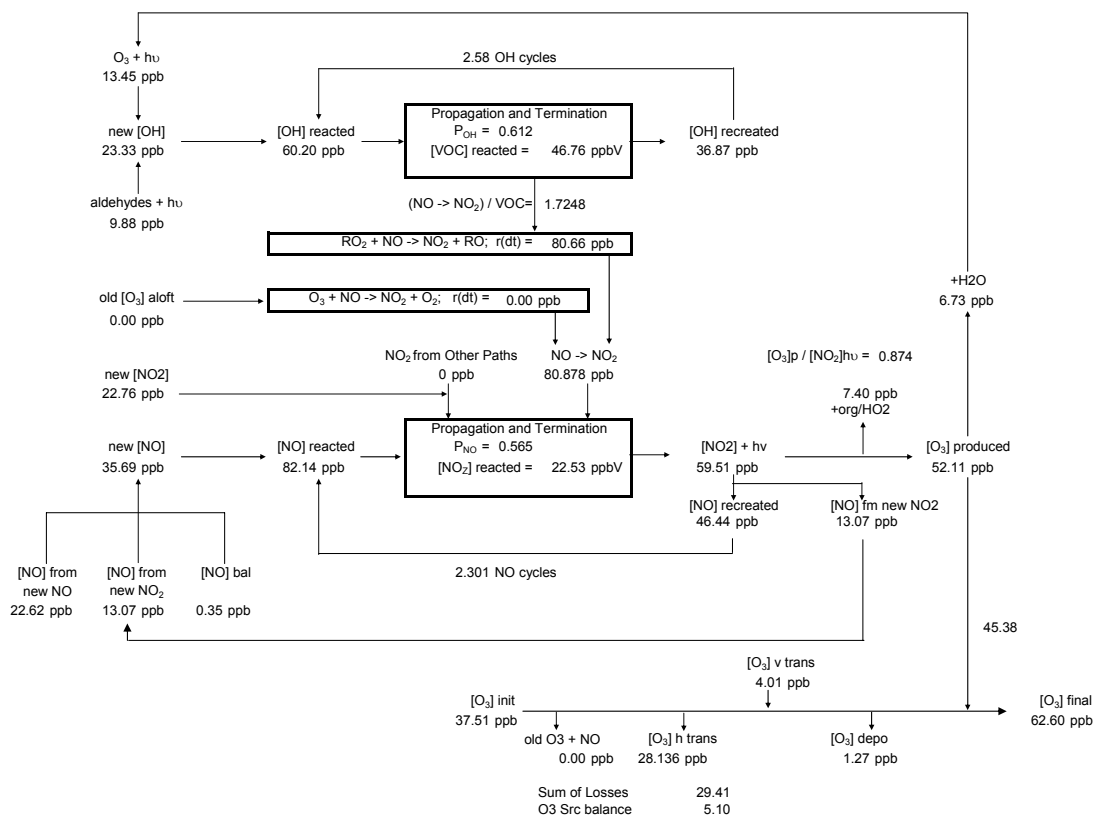 O₃ + hυ
13.45 ppb
2.58 OH cycles
new [OH]
23.33 ppb
[OH] reacted
60.20 ppb
Propagation and Termination
P_OH = 0.612
[VOC] reacted = 46.76 ppbV
[OH] recreated
36.87 ppb
aldehydes + hυ
9.88 ppb
(NO -> NO₂) / VOC= 1.7248
RO₂ + NO -> NO₂ + RO; r(dt) = 80.66 ppb
old [O₃] aloft
0.00 ppb
O₃ + NO -> NO₂ + O₂; r(dt) = 0.00 ppb
+H2O
6.73 ppb
NO₂ from Other Paths
0 ppb
NO -> NO₂
80.878 ppb
[O₃]p / [NO₂]hυ = 0.874
new [NO2]
22.76 ppb
7.40 ppb
+org/HO2
new [NO]
35.69 ppb
[NO] reacted
82.14 ppb
Propagation and Termination
P_NO = 0.565
[NO_Z] reacted = 22.53 ppbV
[NO2] + hv
59.51 ppb
[O₃] produced
52.11 ppb
[NO] recreated
46.44 ppb
[NO] fm new NO2
13.07 ppb
2.301 NO cycles
[NO] from
new NO
22.62 ppb
[NO] from
new NO₂
13.07 ppb
[NO] bal
0.35 ppb
45.38
[O₃] v trans
4.01 ppb
[O₃] init
37.51 ppb
[O₃] final
62.60 ppb
old O3 + NO
0.00 ppb
[O₃] h trans
28.136 ppb
[O₃] depo
1.27 ppb
Sum of Losses 29.41
O3 Src balance 5.10